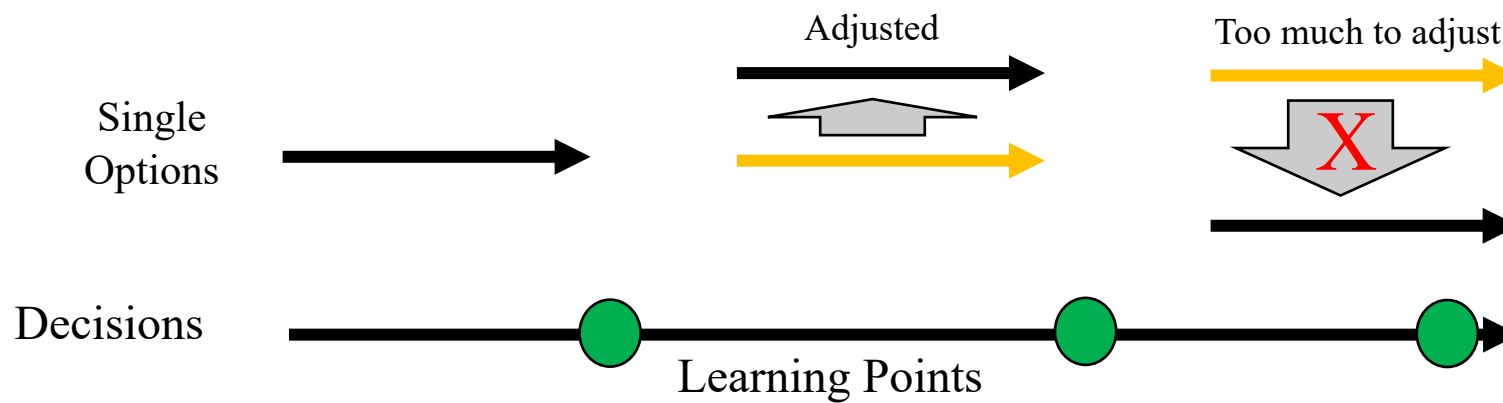 Adjusted
Too much to adjust
Single
Options
X
Decisions
Learning Points